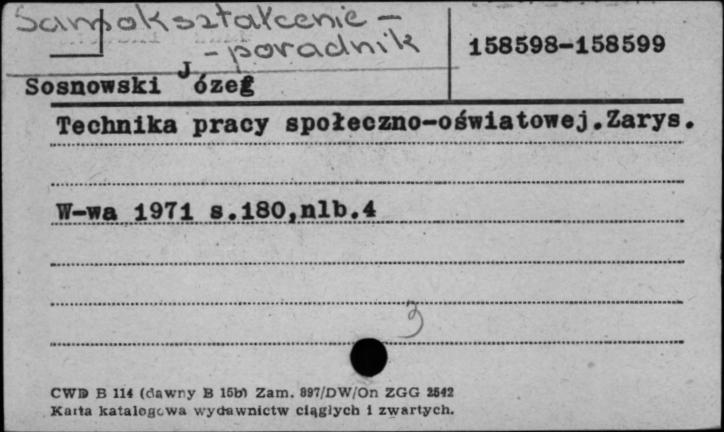 Samokształcenie -
- poradnik
158598-158599
Sosnowski Józef
Technika pracy społeczno-oświatowej.Zarys.
W-wa 1971 s.180,nlb.4
3
CWD B 114 (dawny B 15b) Zam. 897/DW/On ZGG 2542
Karta katalogowa wydawnictw ciągłych i zwartych.